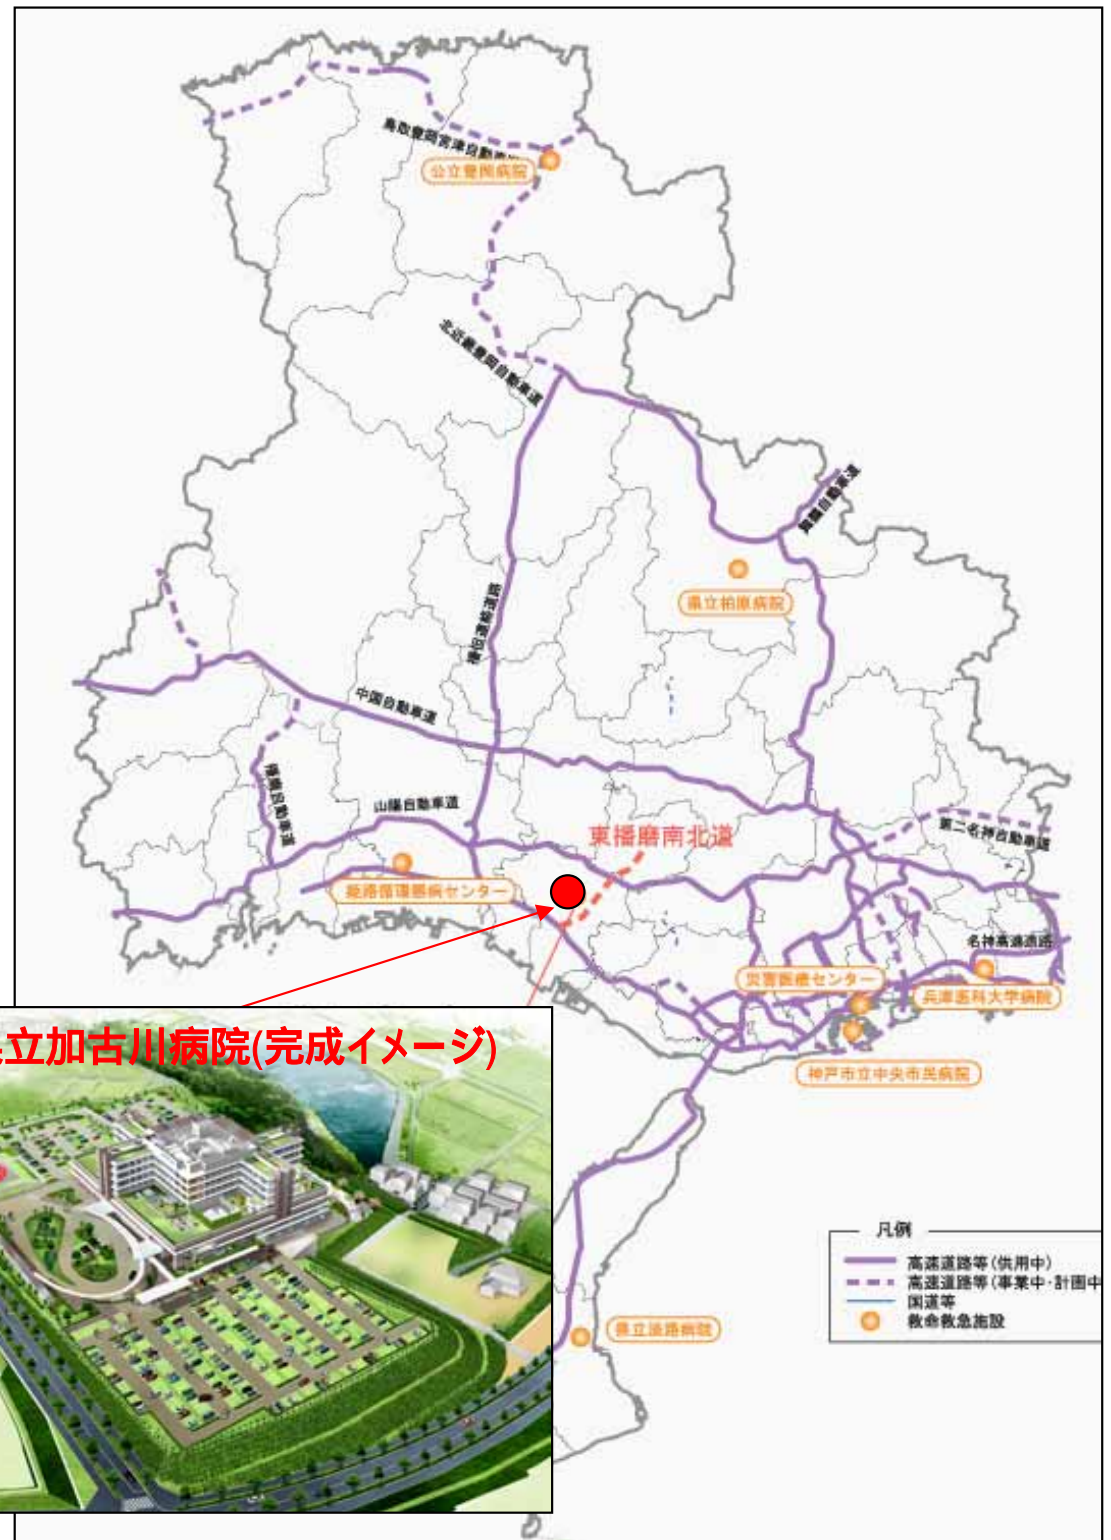 鳥取豊岡宮津自動車
公立豊岡病院
北近畿豊岡自動車道
舞鶴自動車道
県立柏原病院
播但連絡道路
中国自動車道
播磨自動車道
山陽自動車道
東播磨南北道
第二名神自動車道
姫路循環器病センター
名神高速道路
災害医療センター
兵庫医科大学病院
神戸市立中央市民病院
立加古川病院(完成イメージ)
県立淡路病院
凡例
高速道路等(供用中)
高速道路等(事業中・計画中
国道等
救命救急施設